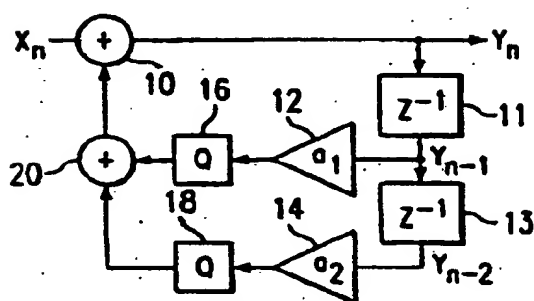 Xn + Yn
10
16 12
Z⁻¹ 11
20 + Q a1 Yn-1
18 14
Z⁻¹ 13
Q a2 Yn-2